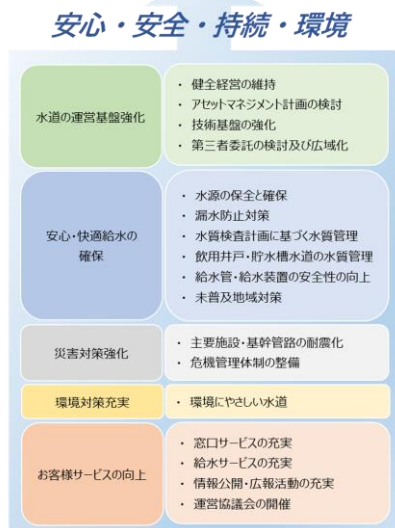 安心・安全・持続・環境
水道の運営基盤強化
・ 健全経営の維持
・ アセットマネジメント計画の検討
・ 技術基盤の強化
・ 第三者委託の検討及び広域化
安心・快適給水の
確保
・ 水源の保全と確保
・ 漏水防止対策
・ 水質検査計画に基づく水質管理
・ 飲用井戸・貯水槽水道の水質管理
・ 給水管・給水装置の安全性の向上
・ 未普及地域対策
災害対策強化
・ 主要施設・基幹管路の耐震化
・ 危機管理体制の整備
環境対策充実
・ 環境にやさしい水道
お客様サービスの向上
・ 窓口サービスの充実
・ 給水サービスの充実
・ 情報公開・広報活動の充実
・ 運営協議会の開催